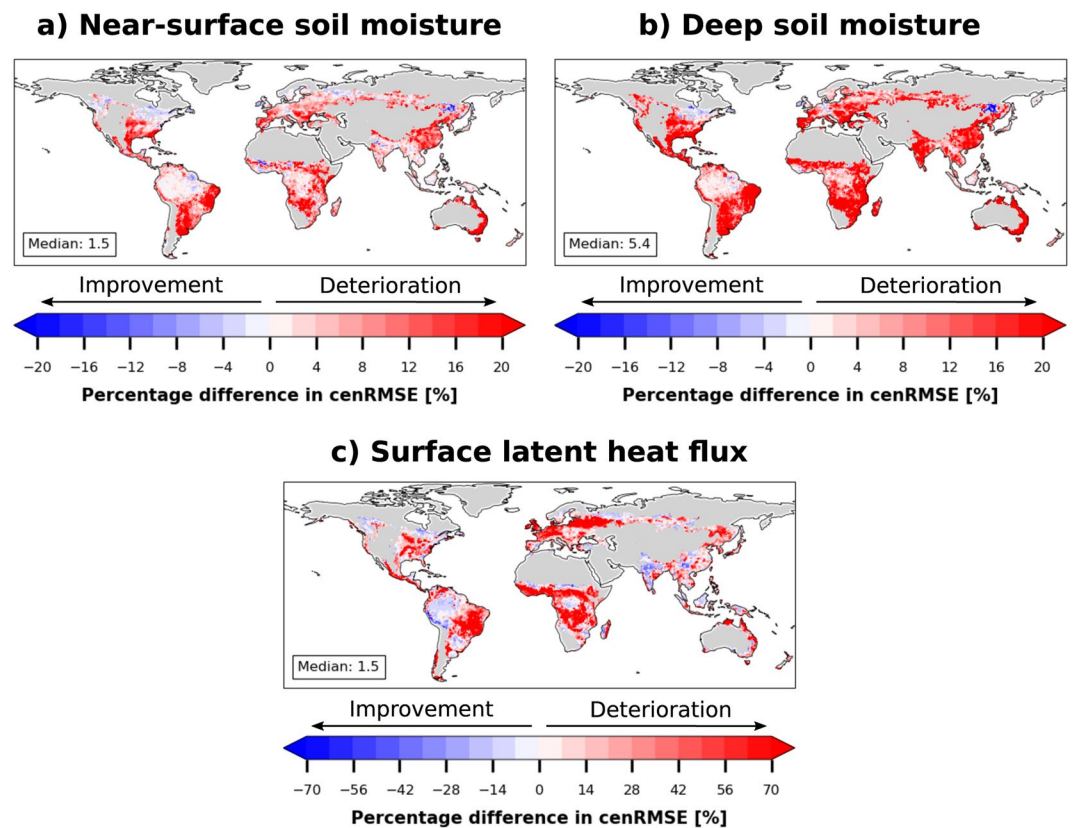 a) Near-surface soil moisture
Median: 1.5
Improvement Deterioration
−20 −16 −12 −8 −4 0 4 8 12 16 20
Percentage difference in cenRMSE [%]
b) Deep soil moisture
Median: 5.4
Improvement Deterioration
−20 −16 −12 −8 −4 0 4 8 12 16 20
Percentage difference in cenRMSE [%]
c) Surface latent heat flux
Median: 1.5
Improvement Deterioration
−70 −56 −42 −28 −14 0 14 28 42 56 70
Percentage difference in cenRMSE [%]